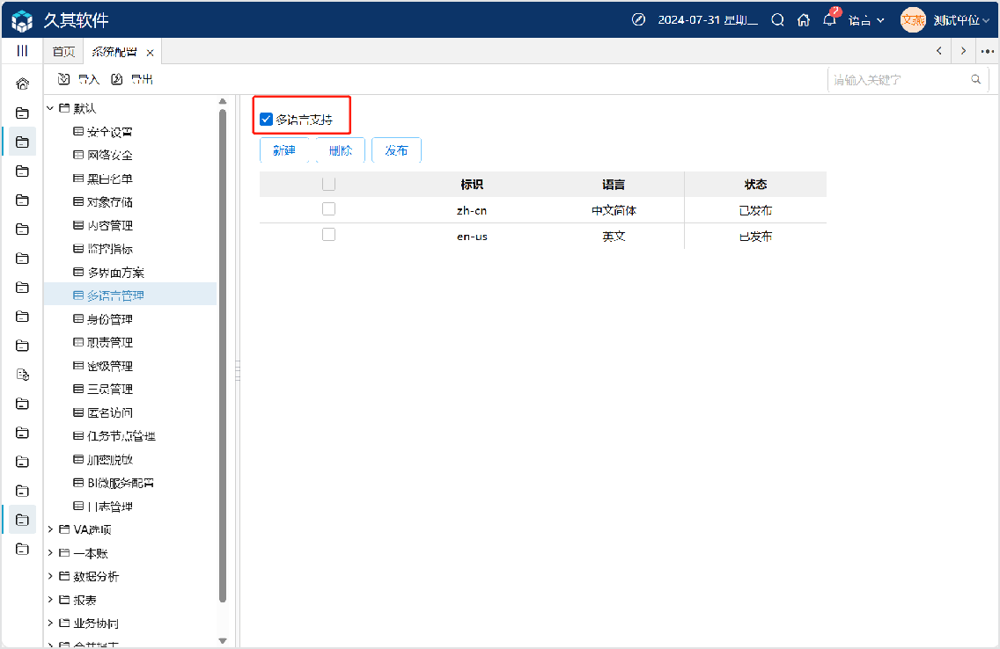 久其软件
2024-07-31 星期三
2
语言
文燕
测试单位
首页
系统配置
导入
导出
请输入关键字
默认
安全设置
网络安全
黑白名单
对象存储
内容管理
监控指标
多界面方案
多语言管理
身份管理
职责管理
密级管理
三员管理
匿名访问
任务节点管理
加密脱敏
BI微服务配置
日志管理
VA选项
一本账
数据分析
报表
业务协同
合并报表
多语言支持
新建 删除 发布
标识 语言 状态
zh-cn 中文简体 已发布
en-us 英文 已发布